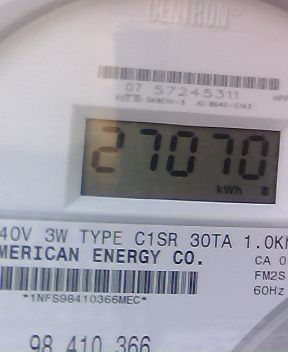 CENTRON
07 57245311
27070
kWh
40V 3W TYPE C1SR 30TA 1.0K
MERICAN ENERGY CO.
CA 0
FM2S
60Hz
*1NFS98410366MEC*
98 410 366